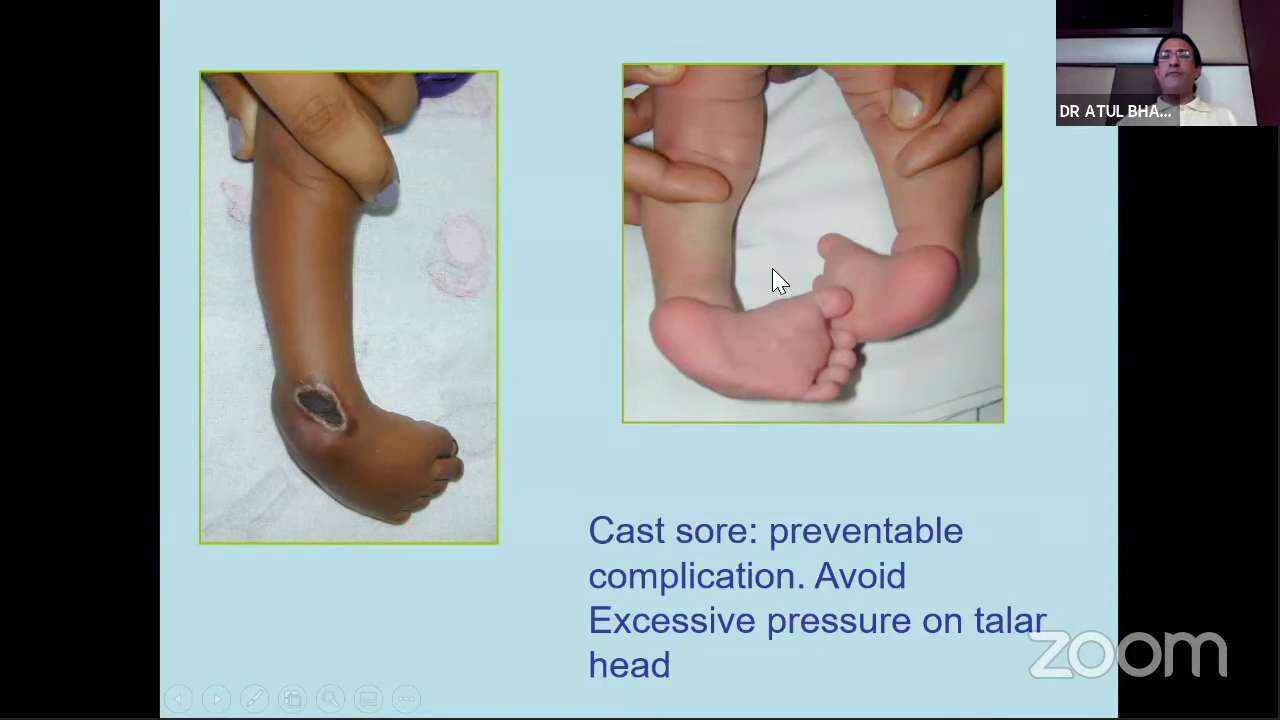 DR ATUL BHA...
Cast sore: preventable
complication. Avoid
Excessive pressure on talar
head
zoom